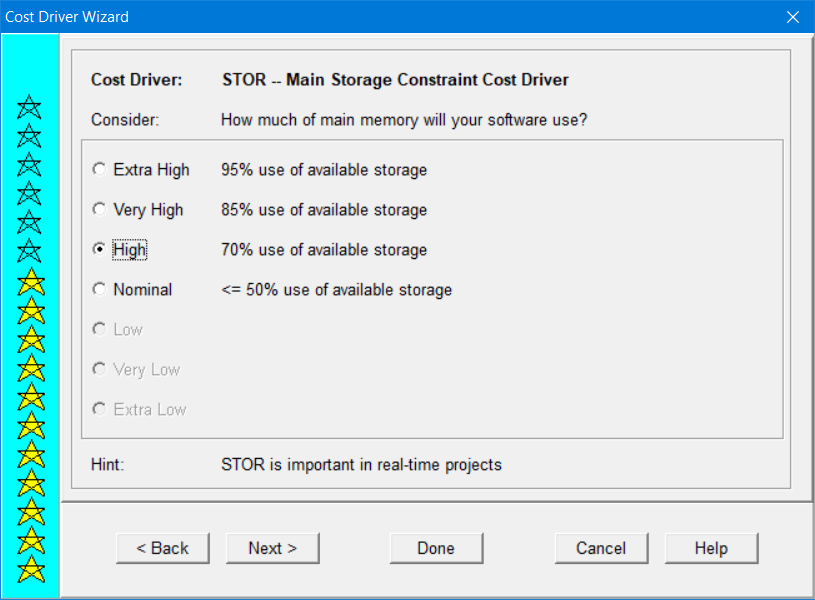 Cost Driver Wizard
Cost Driver: STOR -- Main Storage Constraint Cost Driver
Consider: How much of main memory will your software use?
Extra High 95% use of available storage
Very High 85% use of available storage
High 70% use of available storage
Nominal <= 50% use of available storage
Low
Very Low
Extra Low
Hint: STOR is important in real-time projects
< Back Next > Done Cancel Help